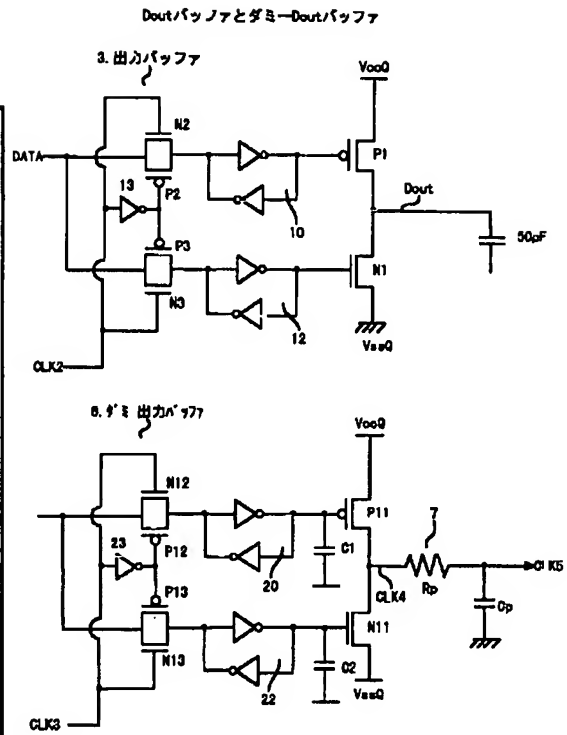 DoutバッファとダミーDoutバッファ
3. 出力バッファ
VccQ
N2
DATA
P1
13
P2
Dout
10
P3
50pF
N1
N3
12
VssQ
CLK2
6. ダミ 出力バッファ
VccQ
N12
P11
7
23
P12
C1
20
CLK4
Rp
CLK5
P13
Cp
N11
N13
C2
22
VssQ
CLK3